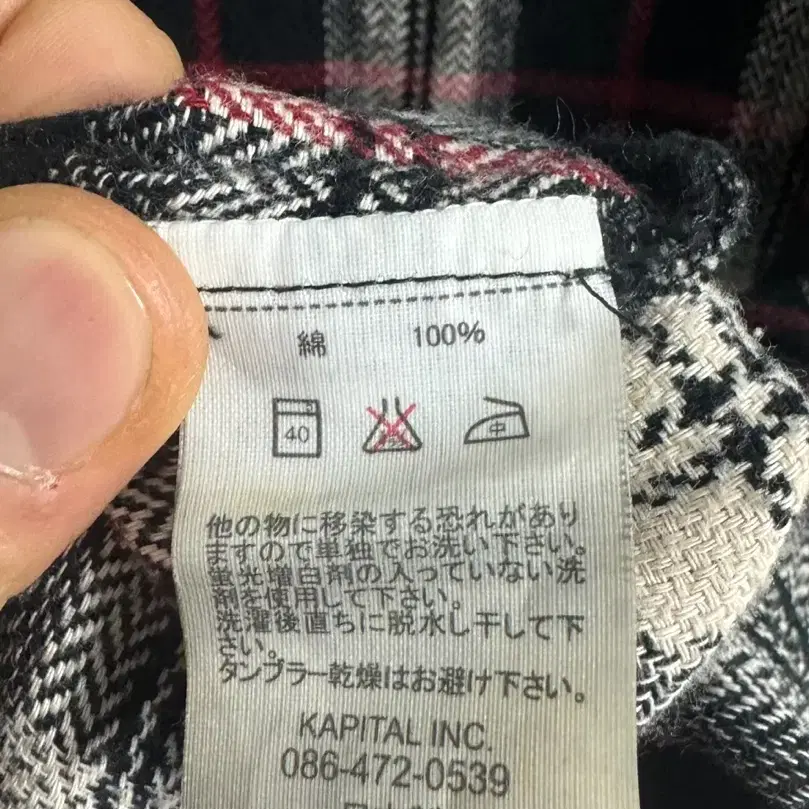 綿 100%
40 中
他の物に移染する恐れがあり
ますので単独でお洗い下さい。
蛍光増白剤の入っていない洗
剤を使用して下さい。
洗濯後直ちに脱水し干して下
さい。
タンブラー乾燥はお避け下さい。
KAPITAL INC.
086-472-0539